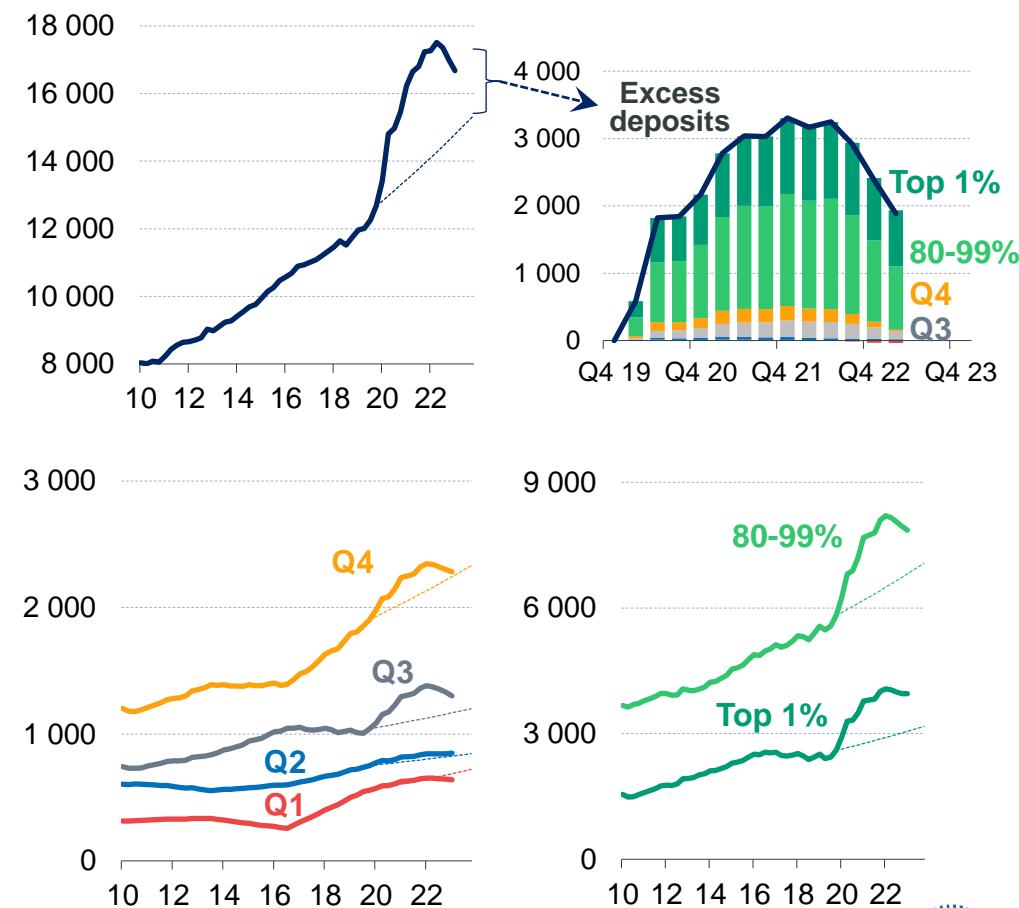 18 000
16 000
14 000
12 000
10 000
8 000
10 12 14 16 18 20 22
4 000
3 000
2 000
1 000
0
Excess
deposits
Top 1%
80-99%
Q4
Q3
Q4 19 Q4 20 Q4 21 Q4 22 Q4 23
3 000
2 000
1 000
0
Q4
Q3
Q2
Q1
10 12 14 16 18 20 22
9 000
6 000
3 000
0
80-99%
Top 1%
10 12 14 16 18 20 22